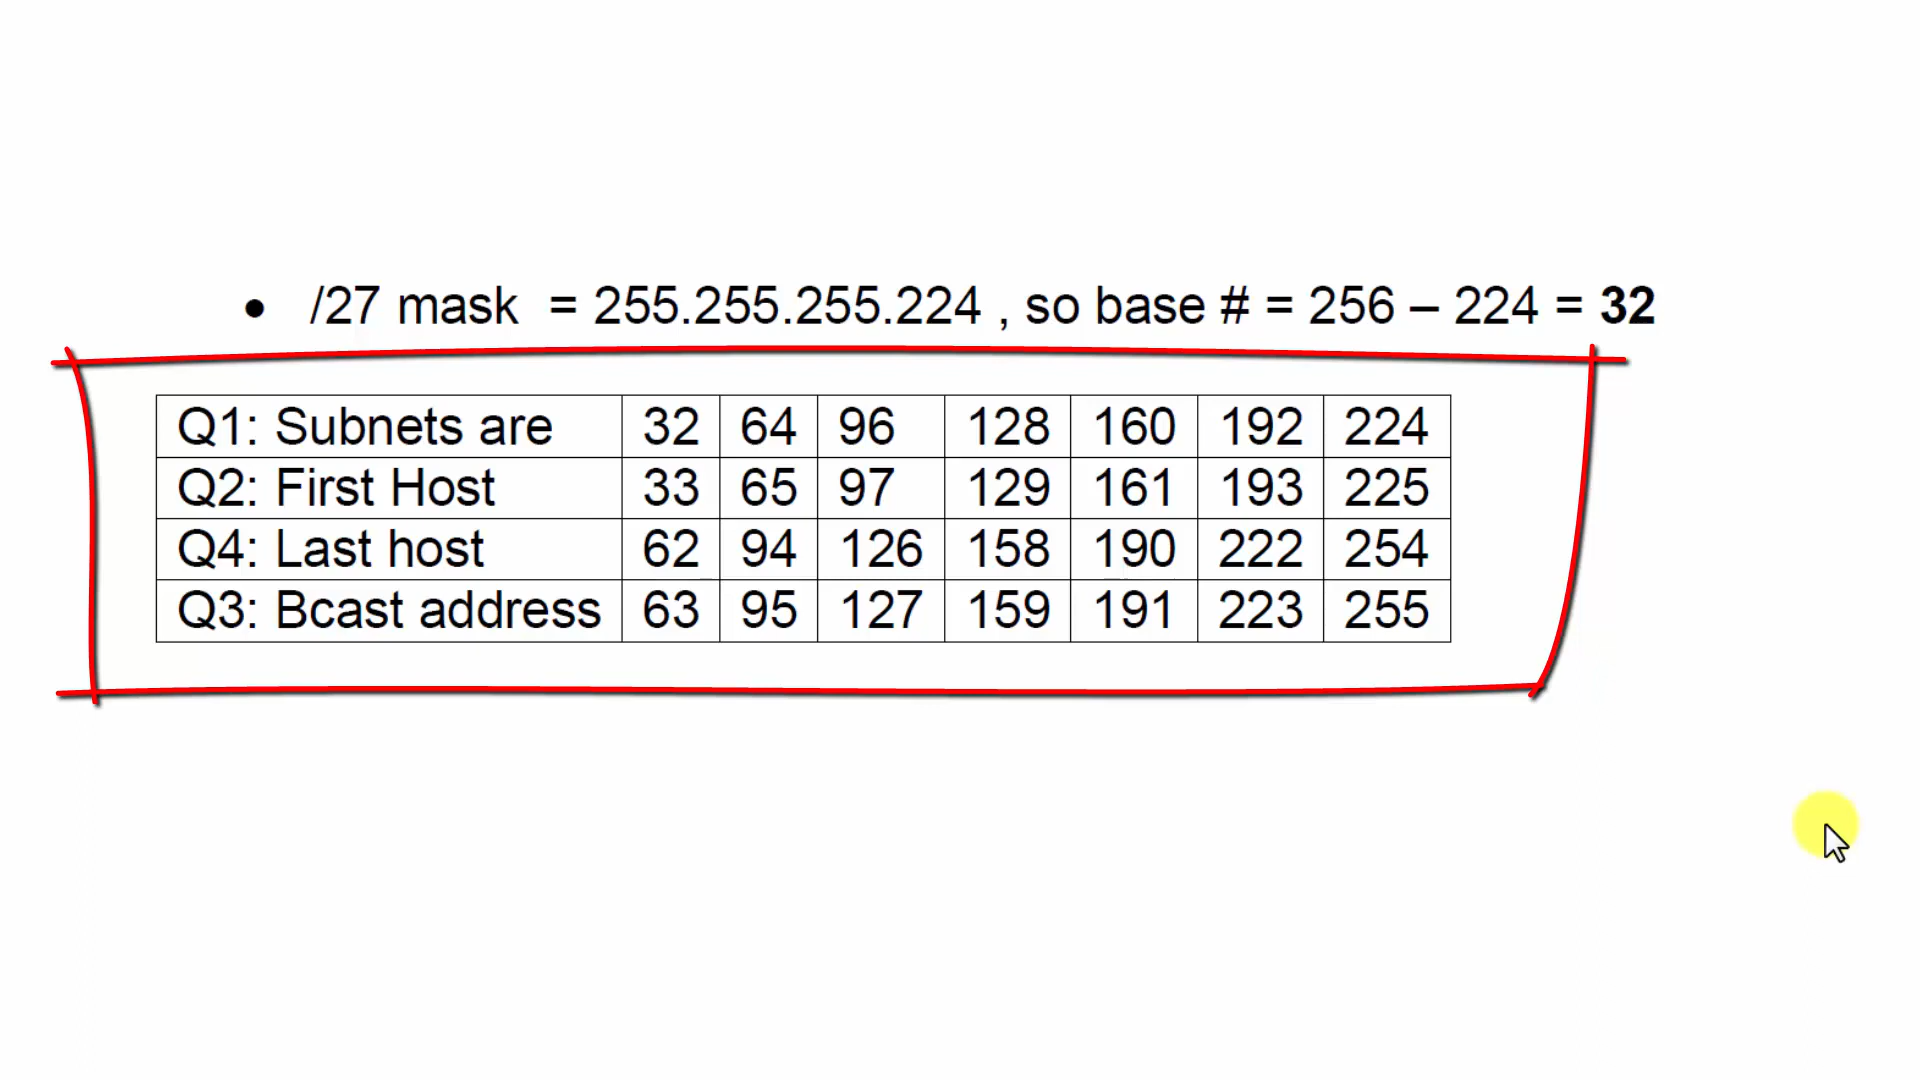 • /27 mask = 255.255.255.224 , so base # = 256 – 224 = 32
Q1: Subnets are 32 64 96 128 160 192 224
Q2: First Host 33 65 97 129 161 193 225
Q4: Last host 62 94 126 158 190 222 254
Q3: Bcast address 63 95 127 159 191 223 255